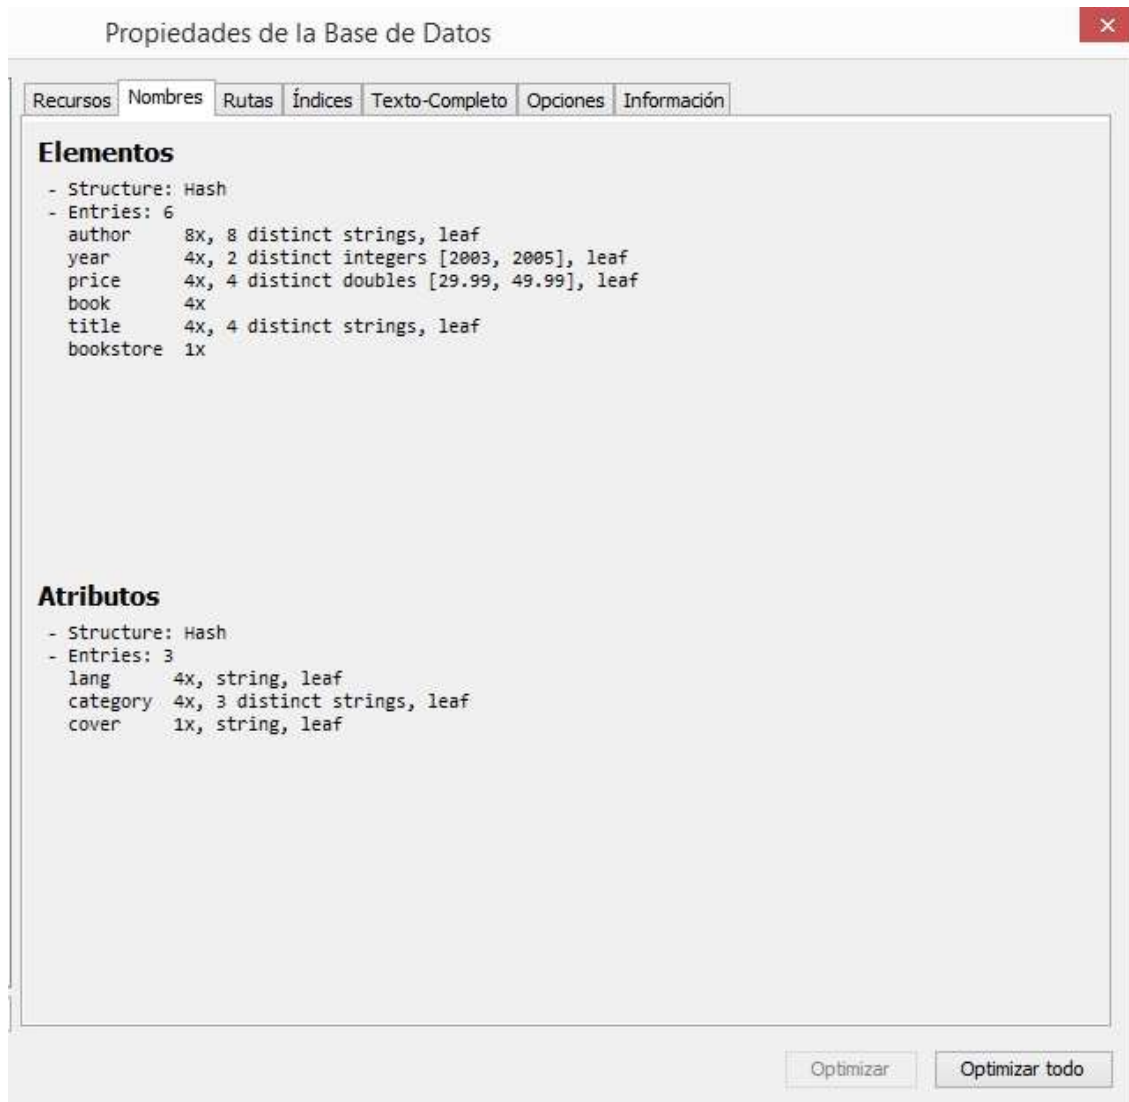 Propiedades de la Base de Datos
Recursos Nombres Rutas Índices Texto-Completo Opciones Información
Elementos
- Structure: Hash
- Entries: 6
author 8x, 8 distinct strings, leaf
year 4x, 2 distinct integers [2003, 2005], leaf
price 4x, 4 distinct doubles [29.99, 49.99], leaf
book 4x
title 4x, 4 distinct strings, leaf
bookstore 1x
Atributos
- Structure: Hash
- Entries: 3
lang 4x, string, leaf
category 4x, 3 distinct strings, leaf
cover 1x, string, leaf
Optimizar Optimizar todo